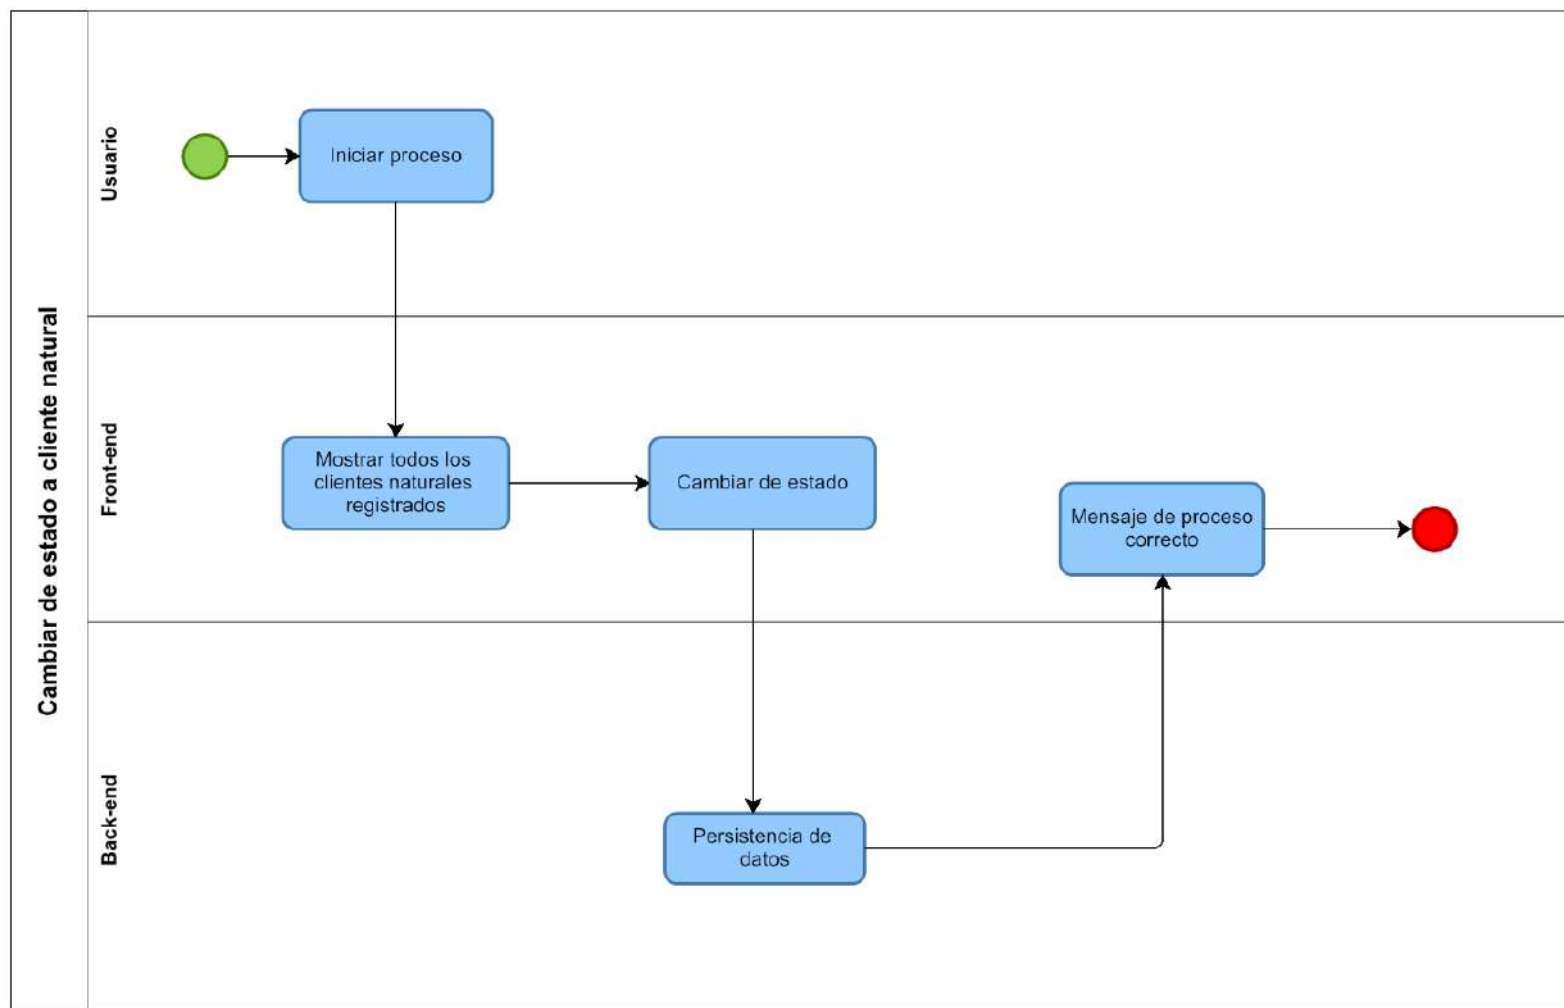 Cambiar de estado a cliente natural
Usuario
Iniciar proceso
Front-end
Mostrar todos los
clientes naturales
registrados
Cambiar de estado
Mensaje de proceso
correcto
Back-end
Persistencia de
datos